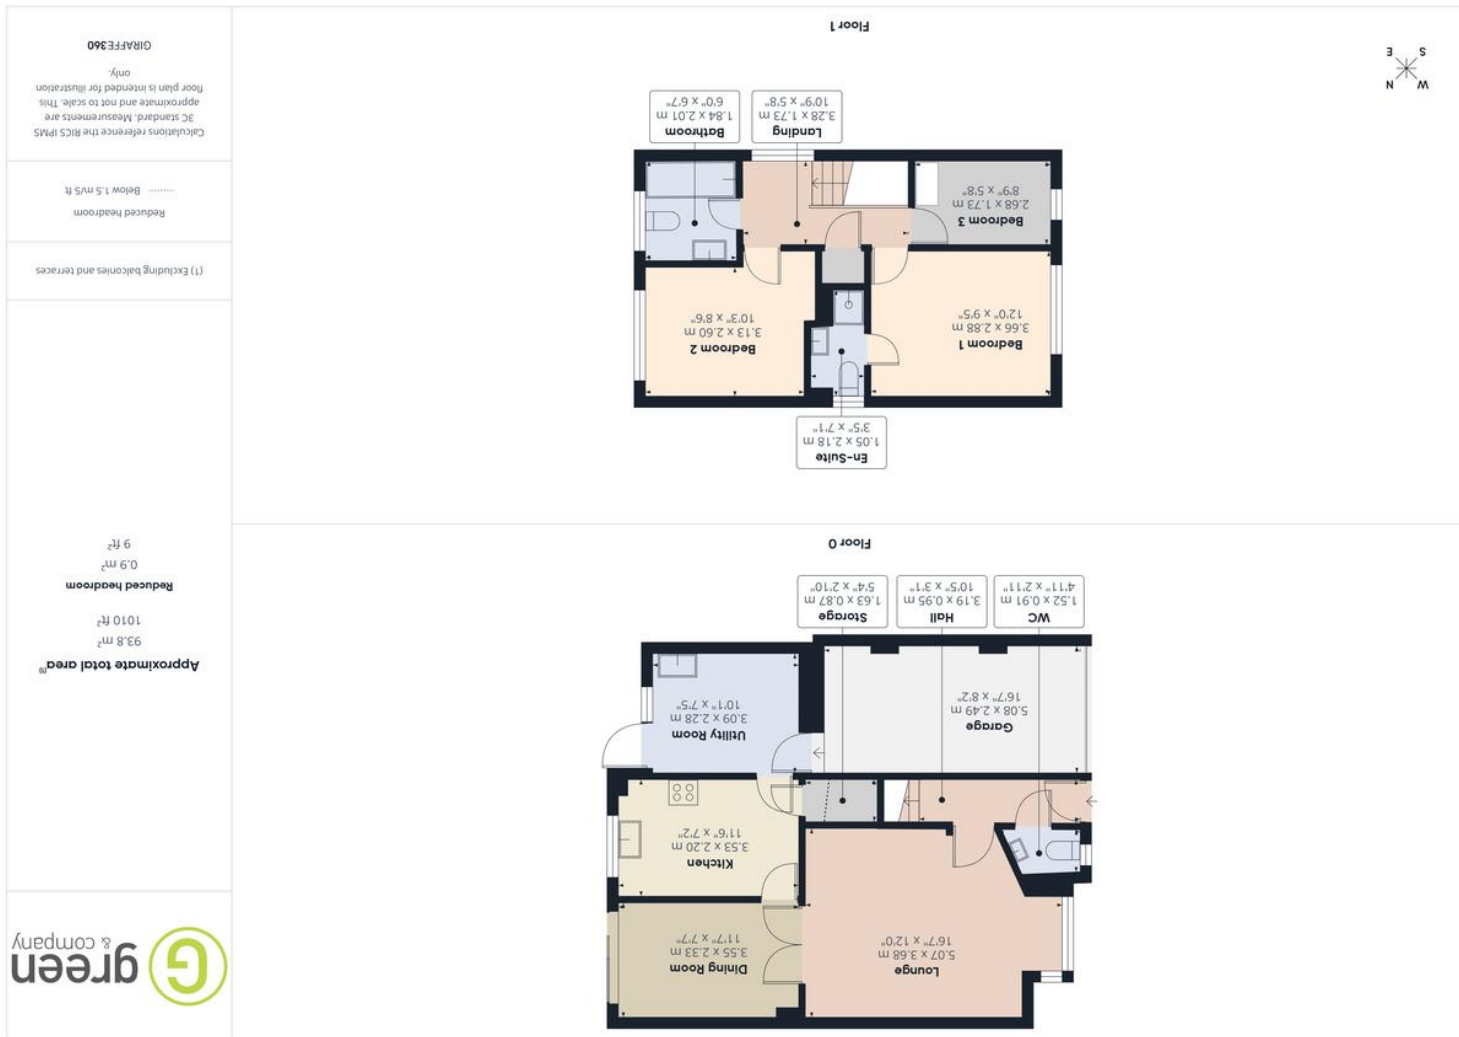 green
& company
Approximate total area⁽¹⁾
93.8 m²
1010 ft²
Reduced headroom
0.9 m²
9 ft²
(1) Excluding balconies and terraces
Reduced headroom
........ Below 1.5 m/5 ft
Calculations reference the RICS IPMS
3C standard. Measurements are
approximate and not to scale. This
floor plan is intended for illustration
only.
GIRAFFE360
Lounge
5.07 x 3.68 m
16'7" x 12'0"
Dining Room
3.55 x 2.33 m
11'7" x 7'7"
Kitchen
3.53 x 2.20 m
11'6" x 7'2"
Utility Room
3.09 x 2.28 m
10'1" x 7'5"
Garage
5.08 x 2.49 m
16'7" x 8'2"
WC
1.52 x 0.91 m
4'11" x 2'11"
Hall
3.19 x 0.95 m
10'5" x 3'1"
Storage
1.63 x 0.87 m
5'4" x 2'10"
Floor 0
En-Suite
1.05 x 2.18 m
3'5" x 7'1"
Bedroom 1
3.66 x 2.88 m
12'0" x 9'5"
Bedroom 2
3.13 x 2.60 m
10'3" x 8'6"
Bedroom 3
2.68 x 1.73 m
8'9" x 5'8"
Landing
3.28 x 1.73 m
10'9" x 5'8"
Bathroom
1.84 x 2.01 m
6'0" x 6'7"
Floor 1
W N
S E